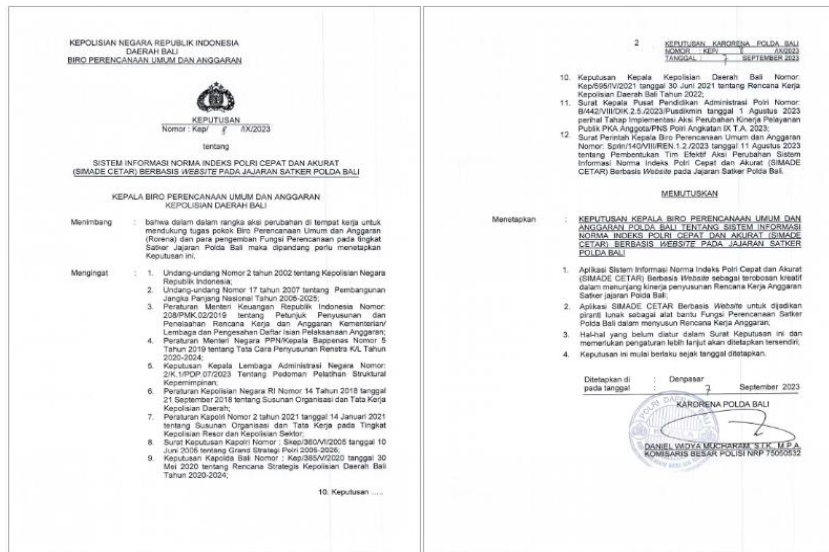 KEPOLISIAN NEGARA REPUBLIK INDONESIA
DAERAH BALI
BIRO PERENCANAAN UMUM DAN ANGGARAN
KEPUTUSAN
Nomor : Kep/ 8 /IX/2023
tentang
SISTEM INFORMASI NORMA INDEKS POLRI CEPAT DAN AKURAT
(SIMADE CETAR) BERBASIS WEBSITE PADA JAJARAN SATKER POLDA BALI
KEPALA BIRO PERENCANAAN UMUM DAN ANGGARAN
KEPOLISIAN DAERAH BALI
Menimbang : bahwa dalam dalam rangka aksi perubahan di tempat kerja untuk
mendukung tugas pokok Biro Perencanaan Umum dan Anggaran
(Rorena) dan para pengemban Fungsi Perencanaan pada tingkat
Satker Jajaran Polda Bali maka dipandang perlu menetapkan
Keputusan ini.
Mengingat : 1. Undang-undang Nomor 2 tahun 2002 tentang Kepolisian Negara
Republik Indonesia;
2. Undang-undang Nomor 17 tahun 2007 tentang Pembangunan
Jangka Panjang Nasional Tahun 2005-2025;
3. Peraturan Menteri Keuangan Republik Indonesia Nomor:
208/PMK.02/2019 tentang Petunjuk Penyusunan dan
Penelaahan Rencana Kerja dan Anggaran Kementerian/
Lembaga dan Pengesahan Daftar Isian Pelaksanaan Anggaran;
4. Peraturan Menteri Negara PPN/Kepala Bappenas Nomor 5
Tahun 2019 tentang Tata Cara Penyusunan Renstra K/L Tahun
2020-2024;
5. Keputusan Kepala Lembaga Administrasi Negara Nomor:
2/K.1/PDP.07/2023 Tentang Pedoman Pelatihan Struktural
Kepemimpinan;
6. Peraturan Kepolisian Negara RI Nomor 14 Tahun 2018 tanggal
21 September 2018 tentang Susunan Organisasi dan Tata Kerja
Kepolisian Daerah;
7. Peraturan Kapolri Nomor 2 tahun 2021 tanggal 14 Januari 2021
tentang Susunan Organisasi dan Tata Kerja pada Tingkat
Kepolisian Resor dan Kepolisian Sektor;
8. Surat Keputusan Kapolri Nomor : Skep/360/VI/2005 tanggal 10
Juni 2005 tentang Grand Strategi Polri 2005-2025;
9. Keputusan Kapolda Bali Nomor : Kep/385/V/2020 tanggal 30
Mei 2020 tentang Rencana Strategis Kepolisian Daerah Bali
Tahun 2020-2024;
10. Keputusan .....
2 KEPUTUSAN KARORENA POLDA BALI
NOMOR : KEP/ 8 /IX/2023
TANGGAL : 7 SEPTEMBER 2023
10. Keputusan Kepala Kepolisian Daerah Bali Nomor:
Kep/595/IV/2021 tanggal 30 Juni 2021 tentang Rencana Kerja
Kepolisian Daerah Bali Tahun 2022;
11. Surat Kepala Pusat Pendidikan Administrasi Polri Nomor:
B/442/VIII/DIK.2.5./2023/Pusdikmin tanggal 1 Agustus 2023
perihal Tahap Implementasi Aksi Perubahan Kinerja Pelayanan
Publik PKA Anggota/PNS Polri Angkatan IX T.A. 2023;
12. Surat Perintah Kepala Biro Perencanaan Umum dan Anggaran
Nomor: Sprin/140/VIII/REN.1.2./2023 tanggal 11 Agustus 2023
tentang Pembentukan Tim Efektif Aksi Perubahan Sistem
Informasi Norma Indeks Polri Cepat dan Akurat (SIMADE
CETAR) Berbasis Website pada Jajaran Satker Polda Bali.
MEMUTUSKAN
Menetapkan : KEPUTUSAN KEPALA BIRO PERENCANAAN UMUM DAN
ANGGARAN POLDA BALI TENTANG SISTEM INFORMASI
NORMA INDEKS POLRI CEPAT DAN AKURAT (SIMADE
CETAR) BERBASIS WEBSITE PADA JAJARAN SATKER
POLDA BALI
1. Aplikasi Sistem Informasi Norma Indeks Polri Cepat dan Akurat
(SIMADE CETAR) Berbasis Website sebagai terobosan kreatif
dalam menunjang kinerja penyusunan Rencana Kerja Anggaran
Satker jajaran Polda Bali;
2. Aplikasi SIMADE CETAR Berbasis Website untuk dijadikan
piranti lunak sebagai alat bantu Fungsi Perencanaan Satker
Polda Bali dalam menyusun Rencana Kerja Anggaran;
3. Hal-hal yang belum diatur dalam Surat Keputusan ini dan
memerlukan pengaturan lebih lanjut akan ditetapkan tersendiri;
4. Keputusan ini mulai berlaku sejak tanggal ditetapkan.
Ditetapkan di : Denpasar
pada tanggal : 7 September 2023
KARORENA POLDA BALI
DANIEL WIDYA MUCHARAM, S.I.K., M.P.A.
KOMISARIS BESAR POLISI NRP 75060532